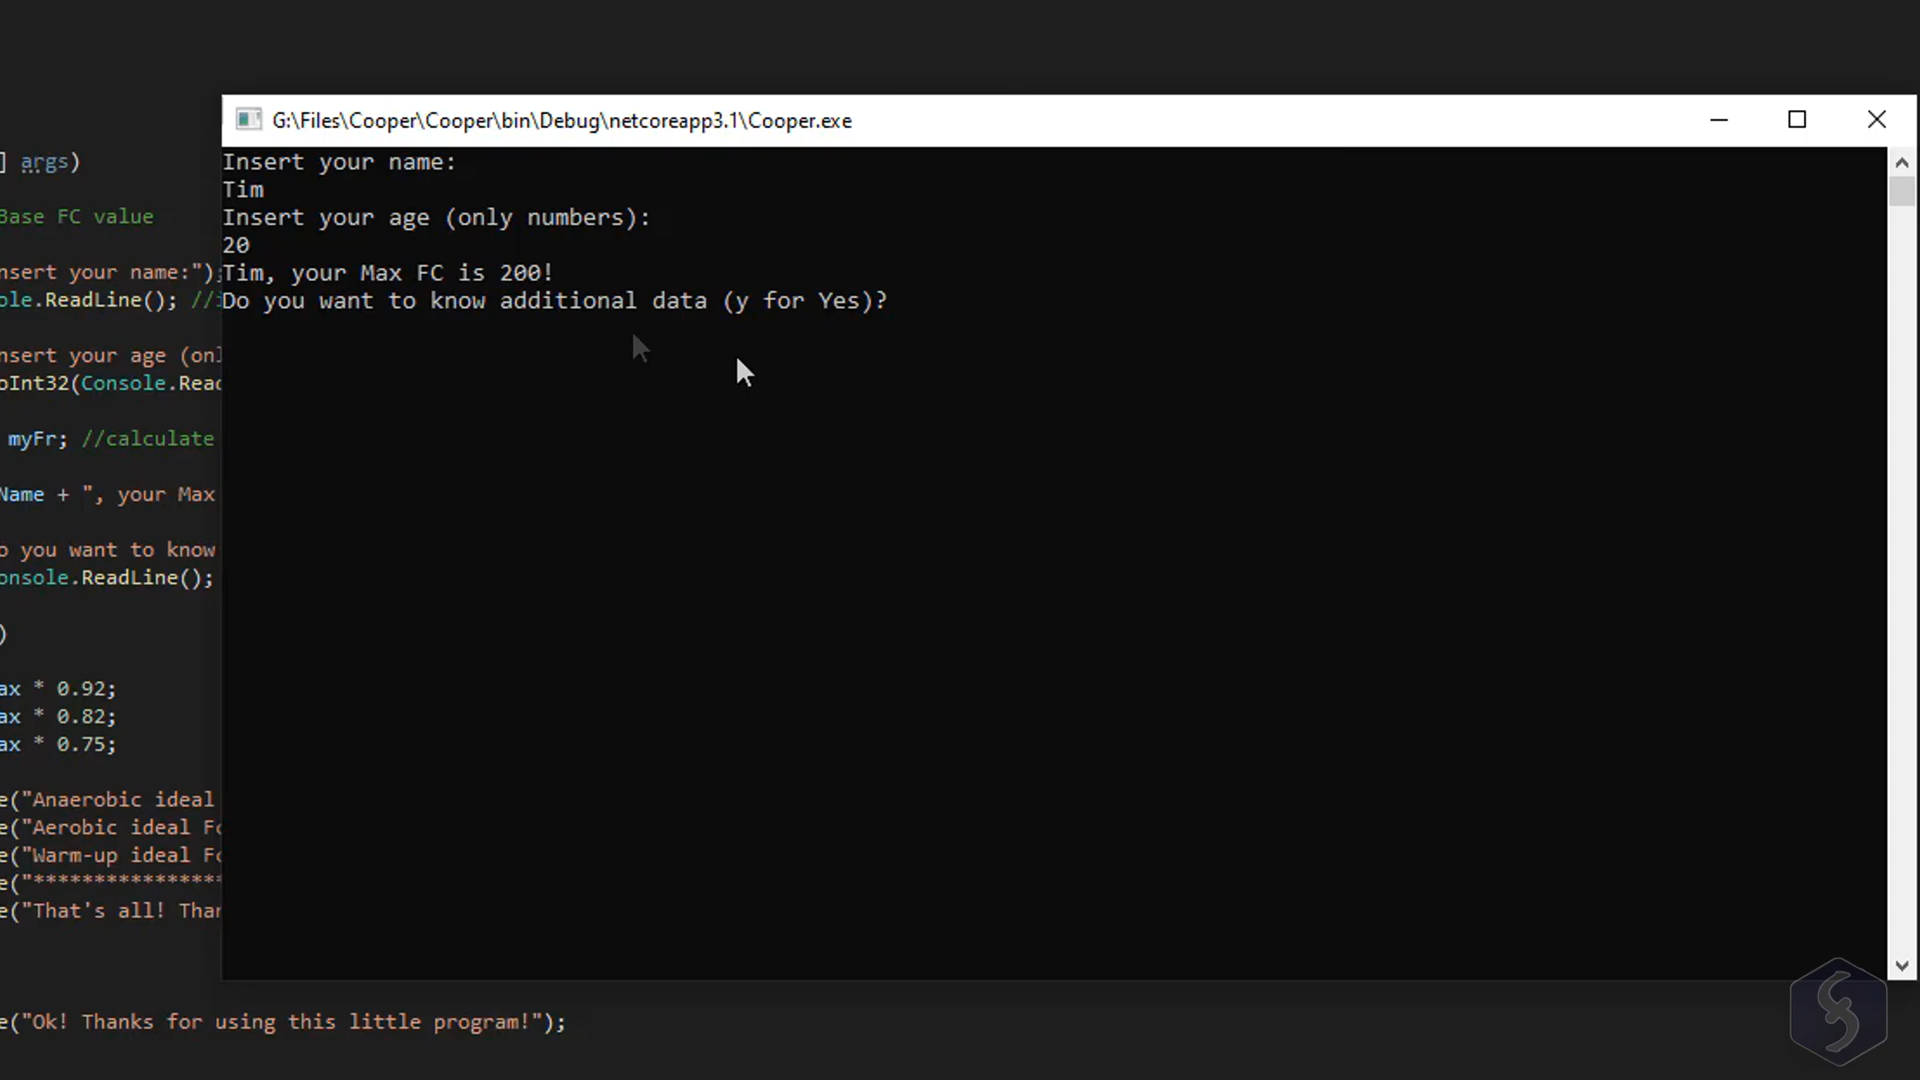 G:\Files\Cooper\Cooper\bin\Debug\netcoreapp3.1\Cooper.exe
Insert your name:
Tim
Insert your age (only numbers):
20
Tim, your Max FC is 200!
Do you want to know additional data (y for Yes)?
] args)
Base FC value
nsert your name:");
ole.ReadLine(); //
nsert your age (onl
oInt32(Console.Read
myFr; //calculate
Name + ", your Max
o you want to know
onsole.ReadLine();
)
ax * 0.92;
ax * 0.82;
ax * 0.75;
e("Anaerobic ideal
e("Aerobic ideal Fc
e("Warm-up ideal Fc
e("****************
e("That's all! Than
e("Ok! Thanks for using this little program!");